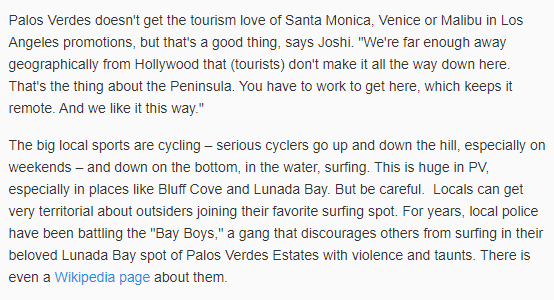 Palos Verdes doesn't get the tourism love of Santa Monica, Venice or Malibu in Los
Angeles promotions, but that's a good thing, says Joshi. "We're far enough away
geographically from Hollywood that (tourists) don't make it all the way down here.
That's the thing about the Peninsula. You have to work to get here, which keeps it
remote. And we like it this way."
The big local sports are cycling – serious cyclers go up and down the hill, especially on
weekends – and down on the bottom, in the water, surfing. This is huge in PV,
especially in places like Bluff Cove and Lunada Bay. But be careful.  Locals can get
very territorial about outsiders joining their favorite surfing spot. For years, local police
have been battling the "Bay Boys," a gang that discourages others from surfing in their
beloved Lunada Bay spot of Palos Verdes Estates with violence and taunts. There is
even a Wikipedia page about them.